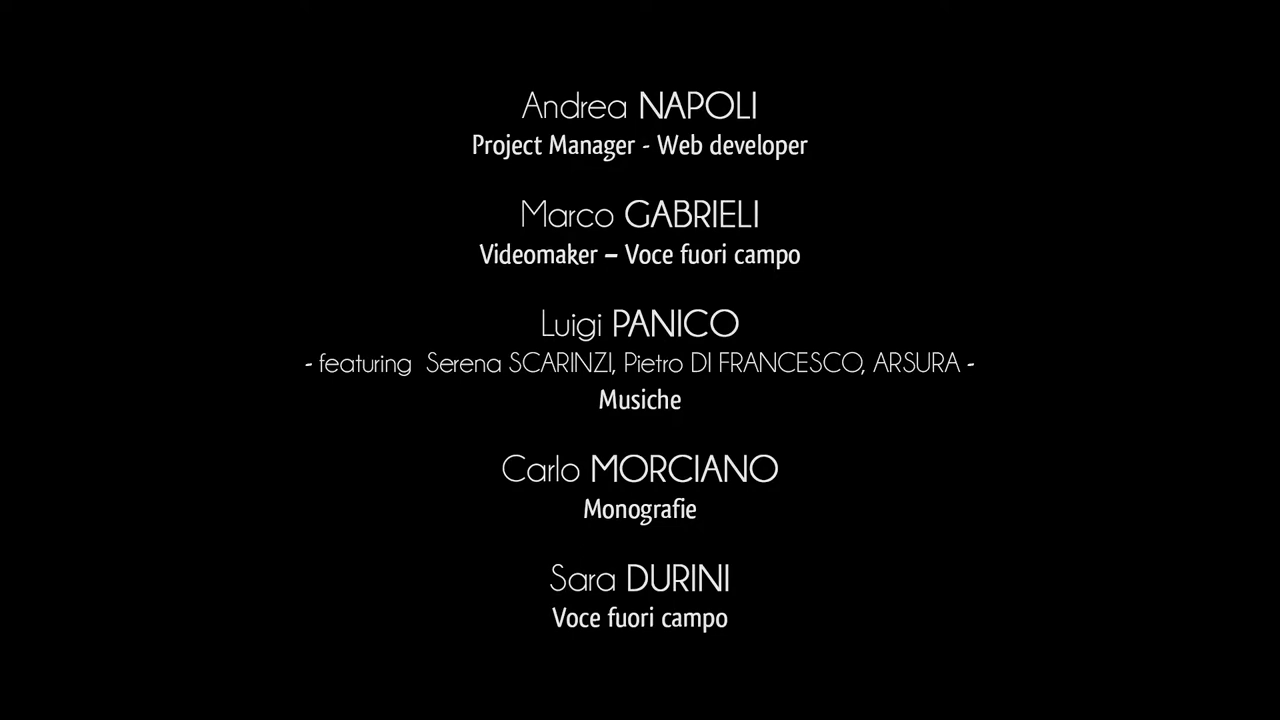 Andrea NAPOLI
Project Manager - Web developer
Marco GABRIELI
Videomaker – Voce fuori campo
Luigi PANICO
- featuring Serena SCARINZI, Pietro DI FRANCESCO, ARSURA -
Musiche
Carlo MORCIANO
Monografie
Sara DURINI
Voce fuori campo